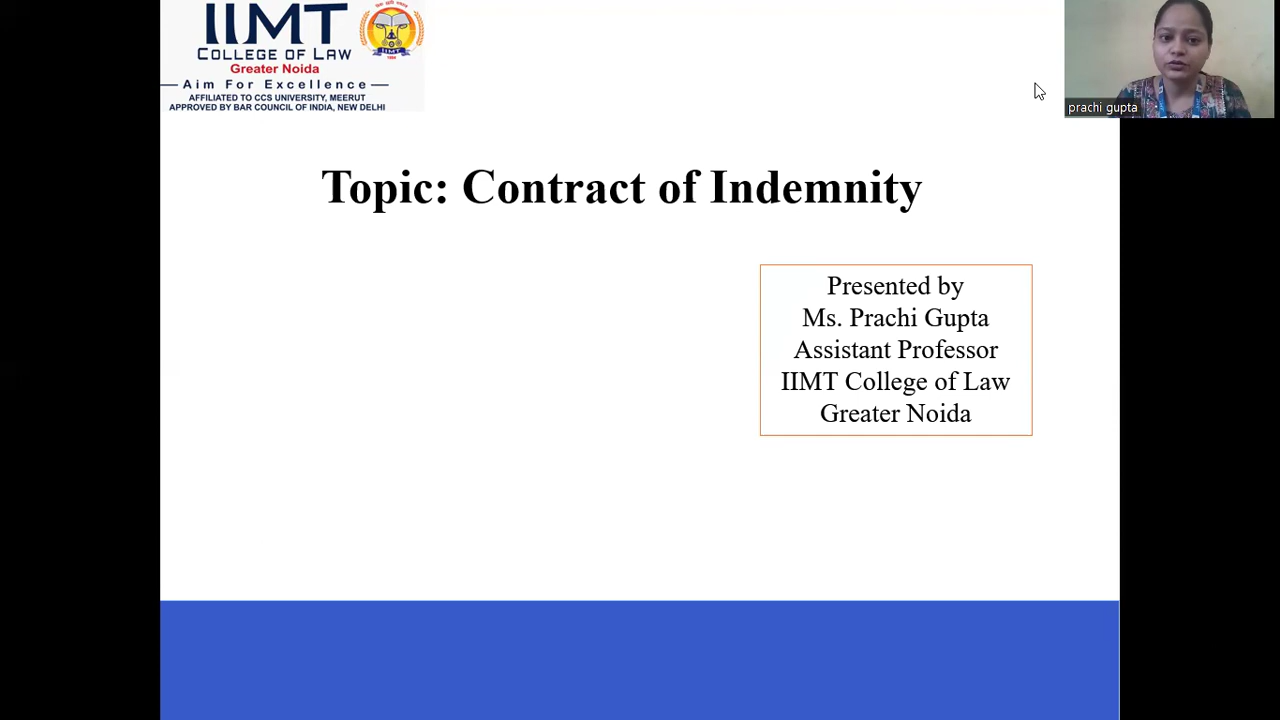 IIMT
COLLEGE OF LAW
Greater Noida
Aim For Excellence
AFFILIATED TO CCS UNIVERSITY, MEERUT
APPROVED BY BAR COUNCIL OF INDIA, NEW DELHI
IIMT
prachi gupta
Topic: Contract of Indemnity
Presented by
Ms. Prachi Gupta
Assistant Professor
IIMT College of Law
Greater Noida